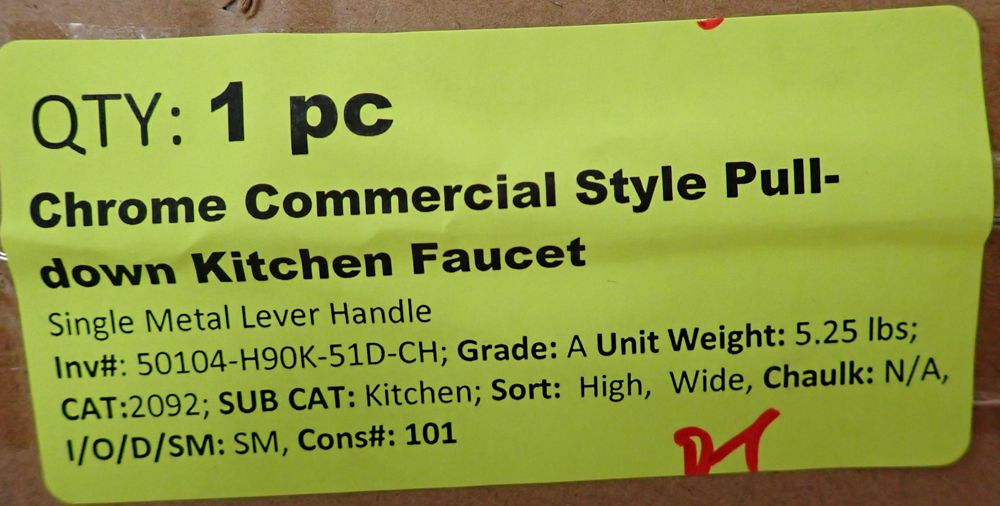 QTY: 1 pc
Chrome Commercial Style Pull-
down Kitchen Faucet
Single Metal Lever Handle
Inv#: 50104-H90K-51D-CH; Grade: A Unit Weight: 5.25 lbs;
CAT:2092; SUB CAT: Kitchen; Sort: High, Wide, Chaulk: N/A,
I/O/D/SM: SM, Cons#: 101